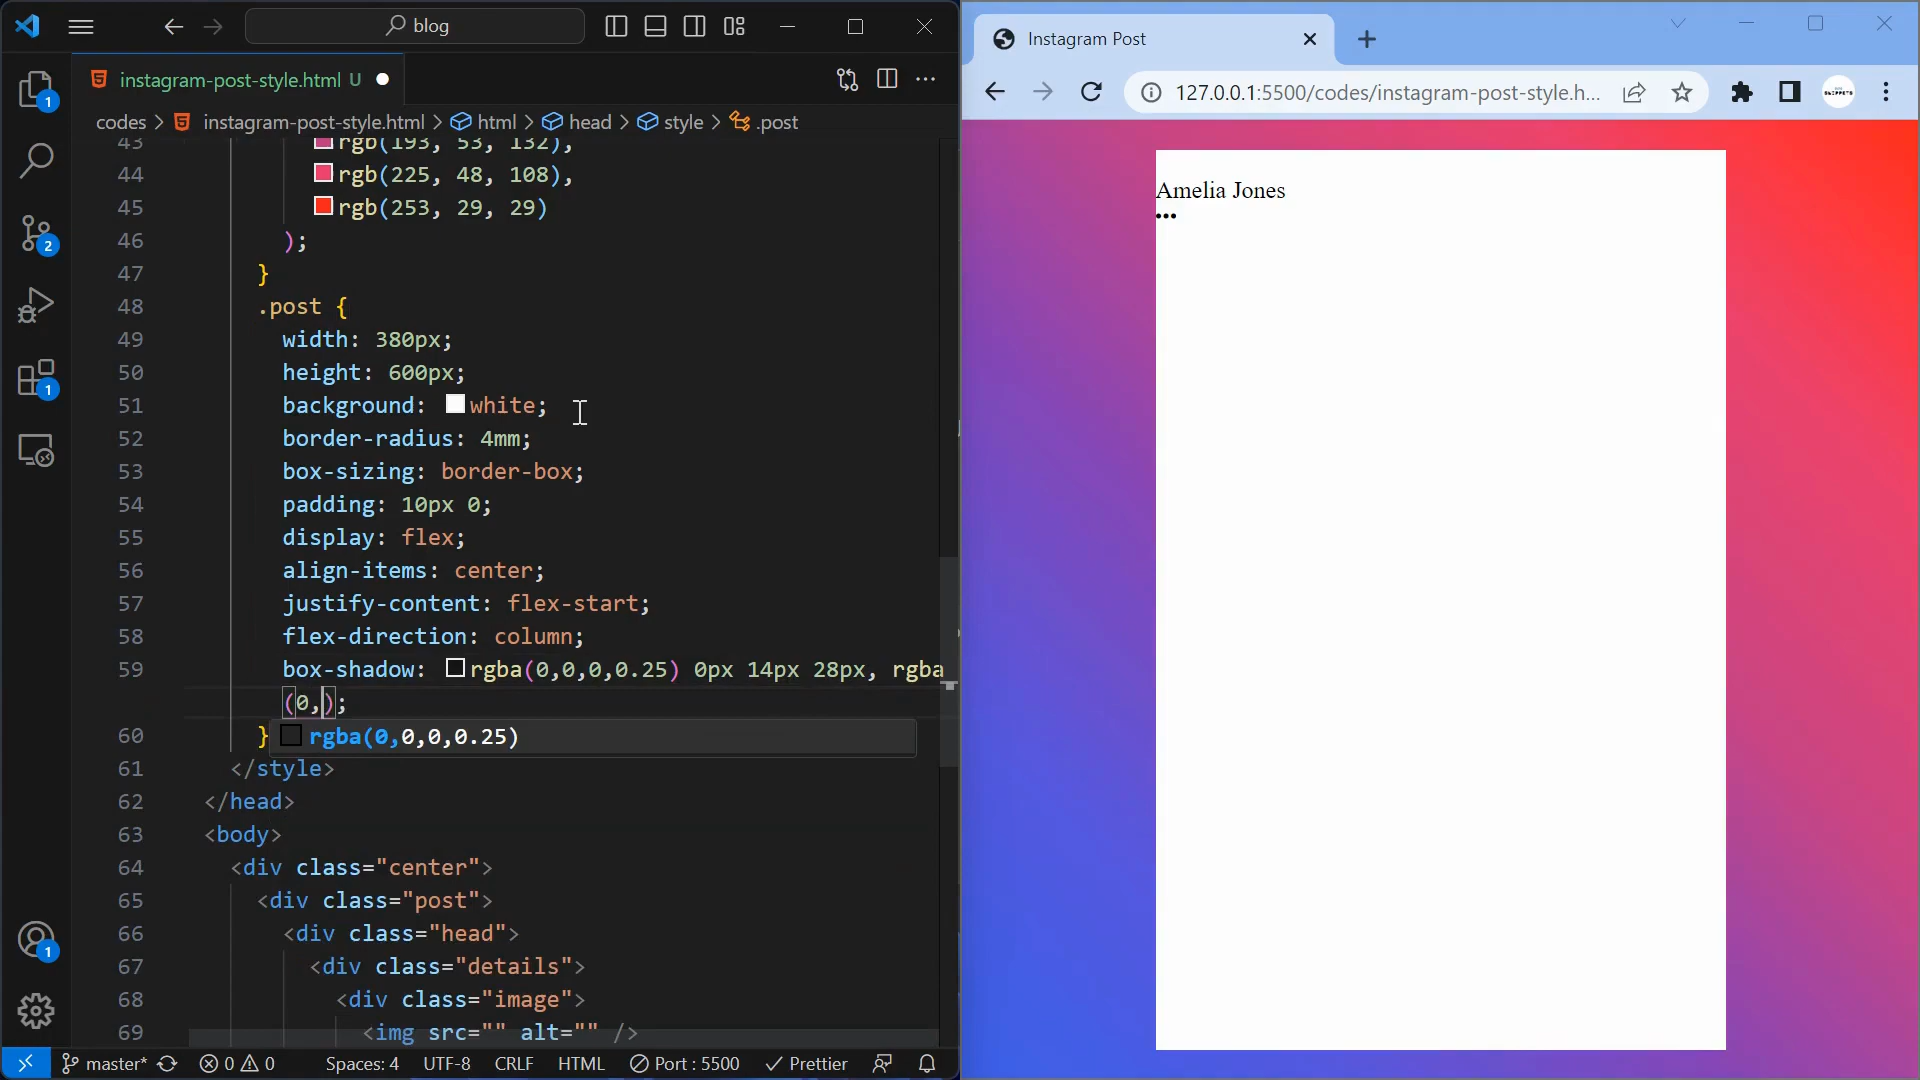 blog
instagram-post-style.html U
codes > instagram-post-style.html > html > head > style > .post
43 rgb(193, 53, 132),
44 rgb(225, 48, 108),
45 rgb(253, 29, 29)
46 );
47 }
48 .post {
49 width: 380px;
50 height: 600px;
51 background: white;
52 border-radius: 4mm;
53 box-sizing: border-box;
54 padding: 10px 0;
55 display: flex;
56 align-items: center;
57 justify-content: flex-start;
58 flex-direction: column;
59 box-shadow: rgba(0,0,0,0.25) 0px 14px 28px, rgba
(0,);
60 }
rgba(0,0,0,0.25)
61 </style>
62 </head>
63 <body>
64 <div class="center">
65 <div class="post">
66 <div class="head">
67 <div class="details">
68 <div class="image">
69 <img src="" alt="" />
1
2
1
1
master* 0 0 Spaces: 4 UTF-8 CRLF HTML Port : 5500 Prettier
Instagram Post
127.0.0.1:5500/codes/instagram-post-style.h...
Amelia Jones
•••